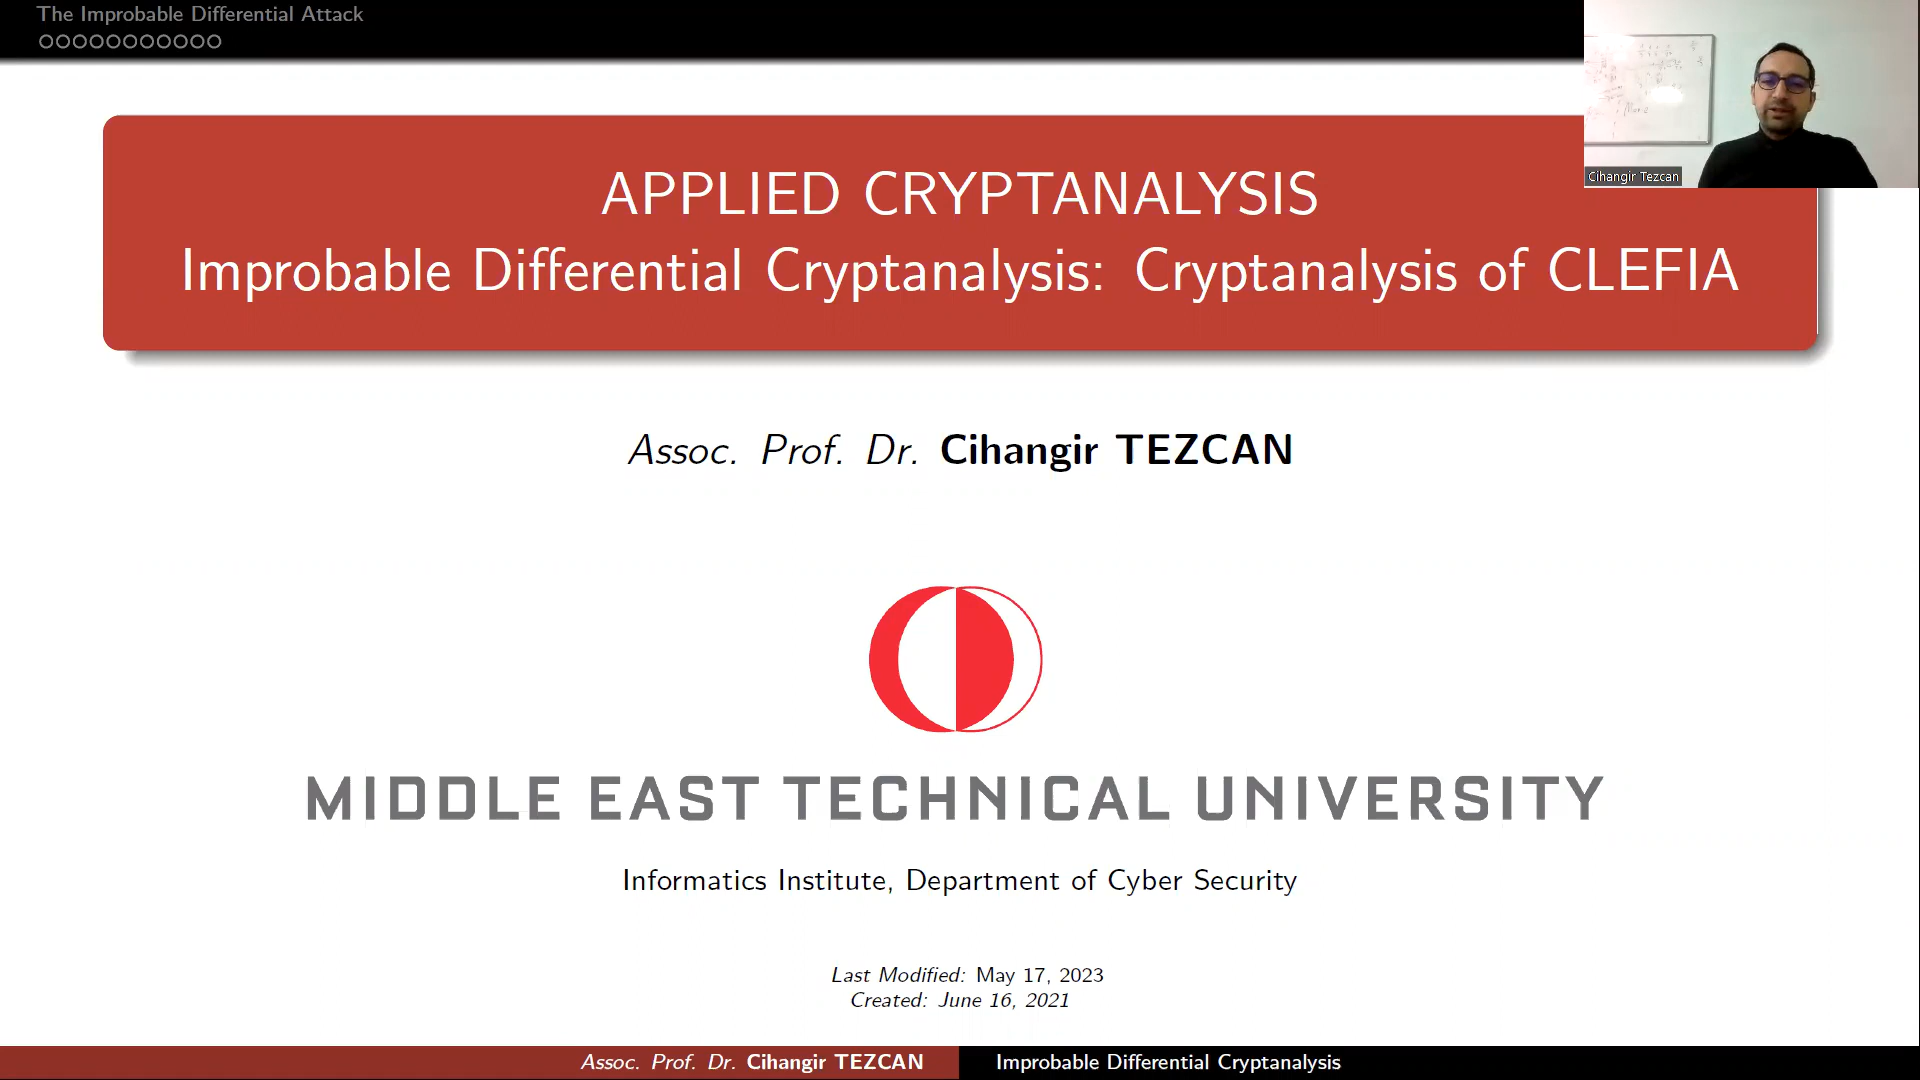 The Improbable Differential Attack
Cihangir Tezcan
APPLIED CRYPTANALYSIS
Improbable Differential Cryptanalysis: Cryptanalysis of CLEFIA
Assoc. Prof. Dr. Cihangir TEZCAN
MIDDLE EAST TECHNICAL UNIVERSITY
Informatics Institute, Department of Cyber Security
Last Modified: May 17, 2023
Created: June 16, 2021
Assoc. Prof. Dr. Cihangir TEZCAN
Improbable Differential Cryptanalysis